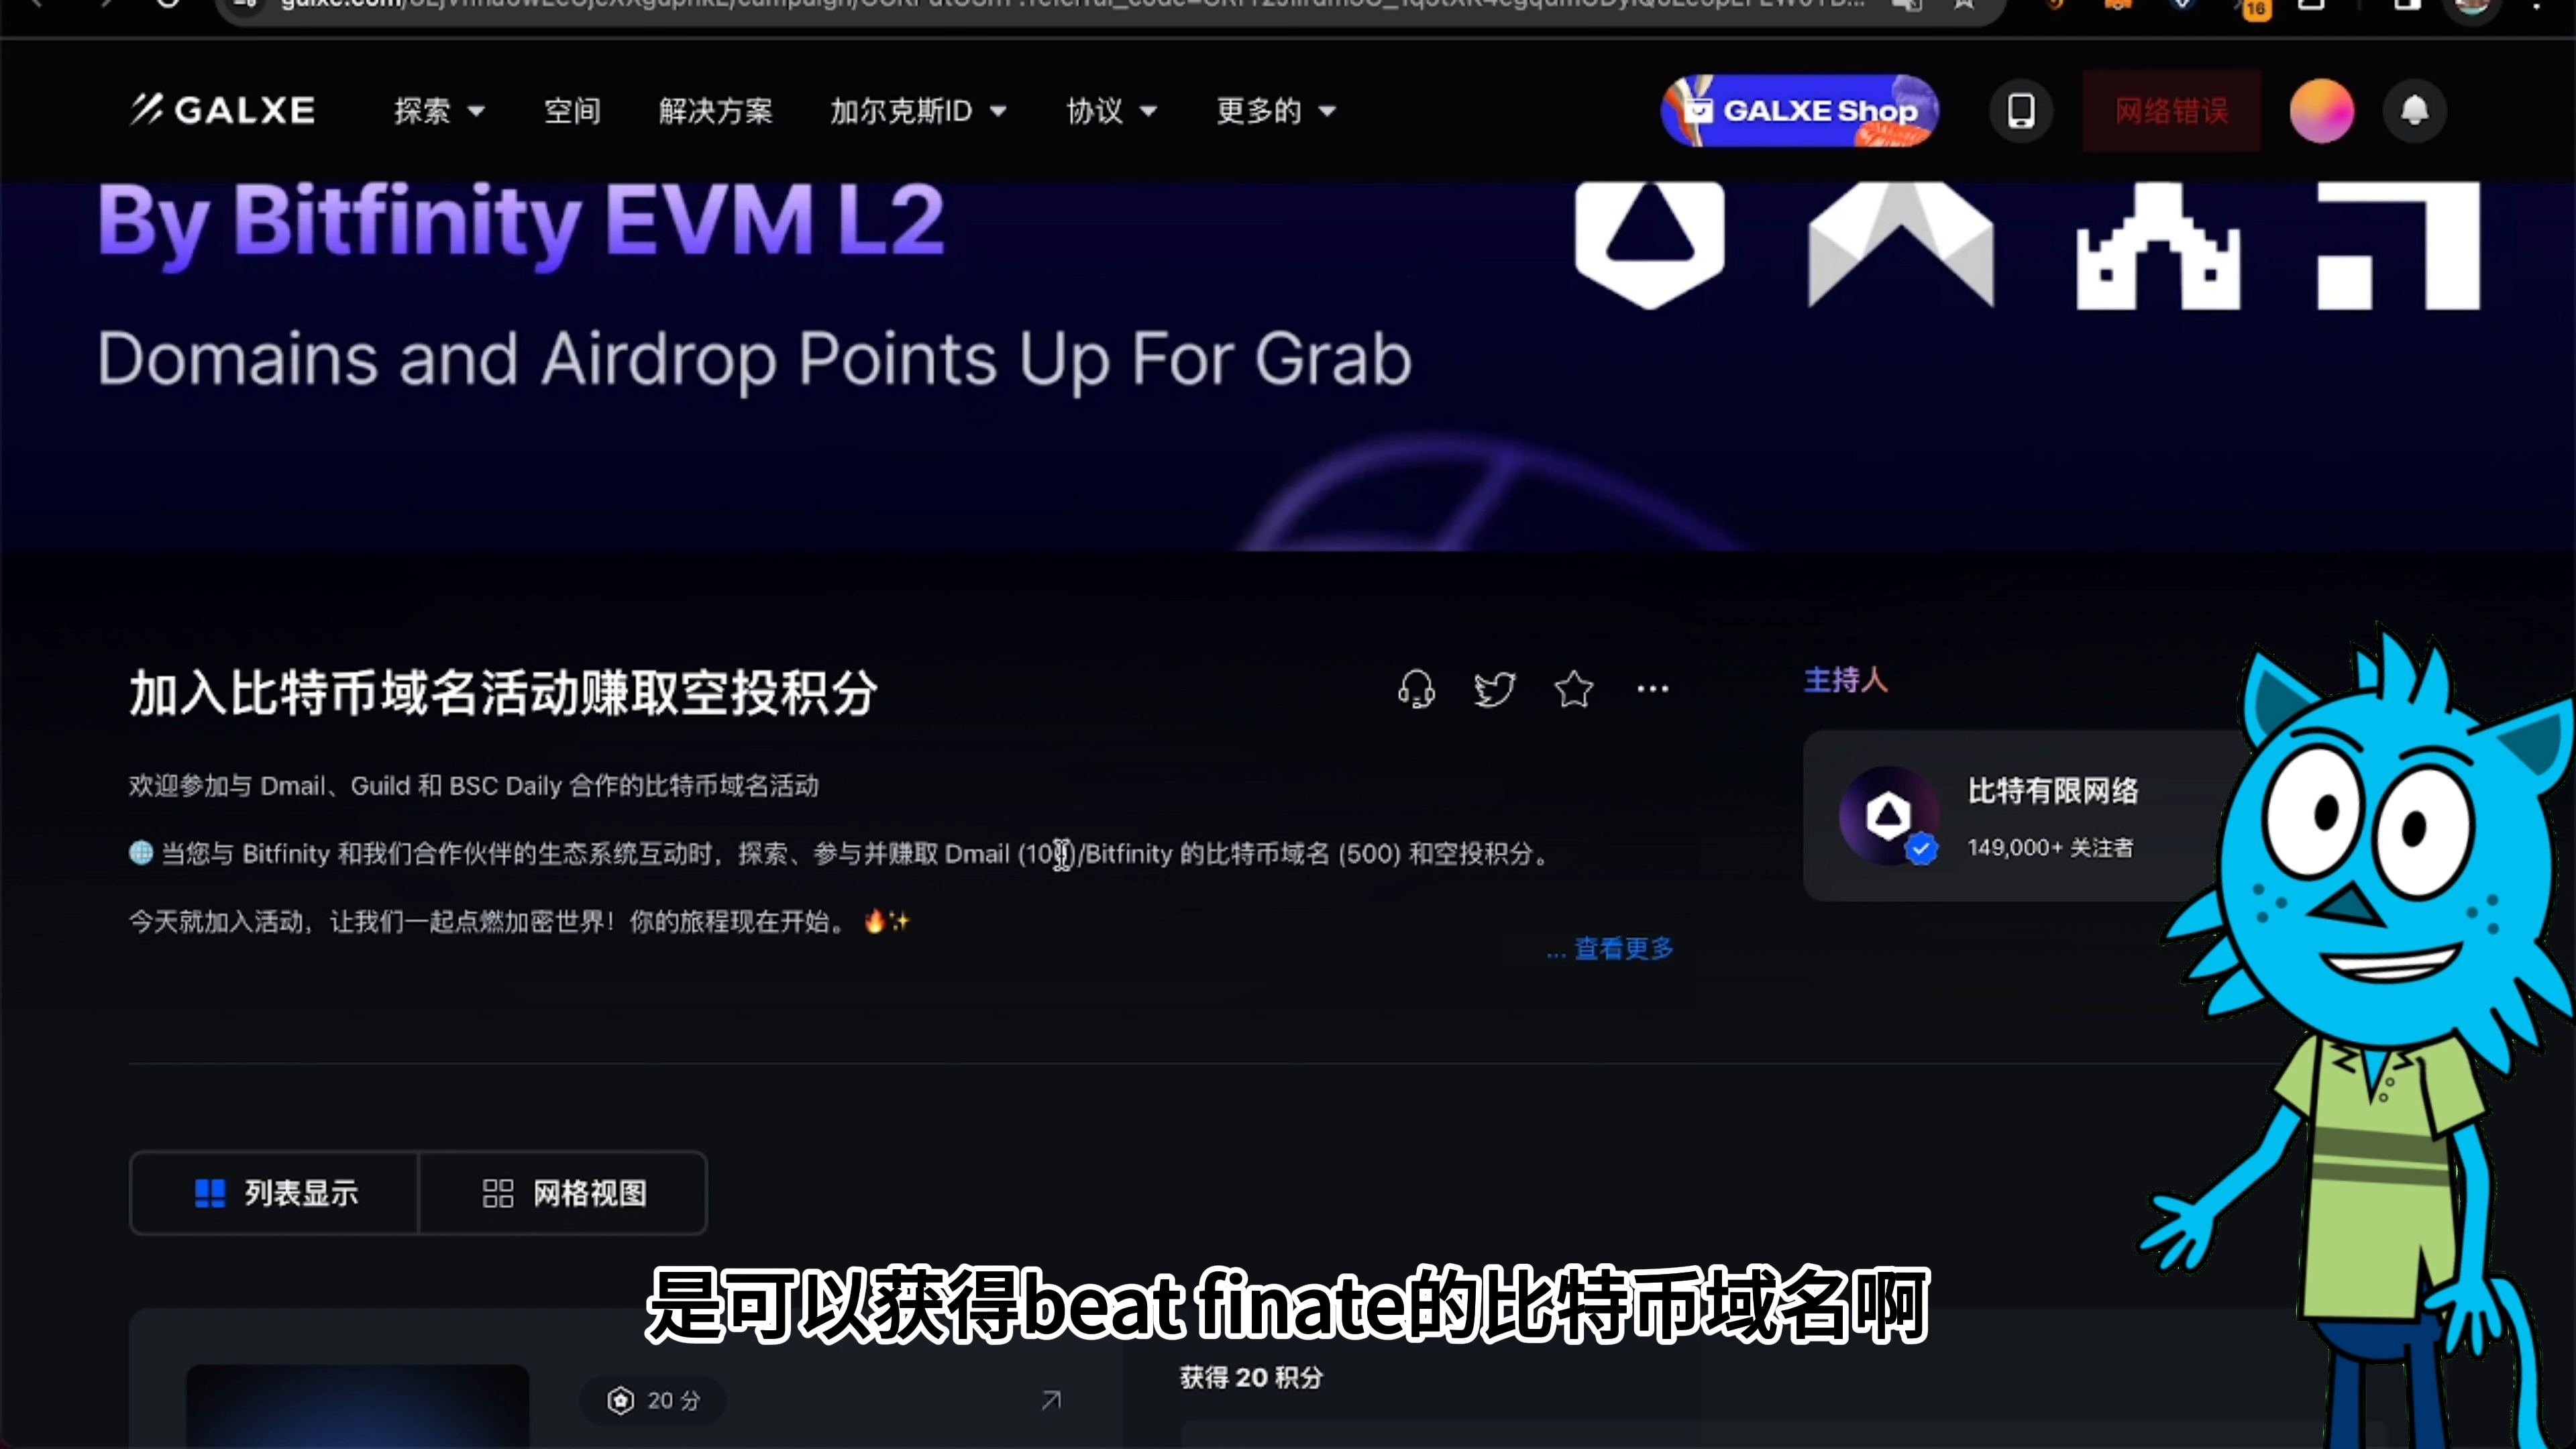 16
GALXE
探索
空间
解决方案
加尔克斯ID
协议
更多的
GALXE Shop
网络错误
By Bitfinity EVM L2
Domains and Airdrop Points Up For Grab
加入比特币域名活动赚取空投积分
主持人
欢迎参加与 Dmail、Guild 和 BSC Daily 合作的比特币域名活动
比特有限网络
149,000+ 关注者
🌐 当您与 Bitfinity 和我们合作伙伴的生态系统互动时，探索、参与并赚取 Dmail /Bitfinity 的比特币域名 (500) 和空投积分。
今天就加入活动，让我们一起点燃加密世界！你的旅程现在开始。🔥✨
... 查看更多
列表显示
网格视图
是可以获得beat finate的比特币域名啊
获得 20 积分
20 分